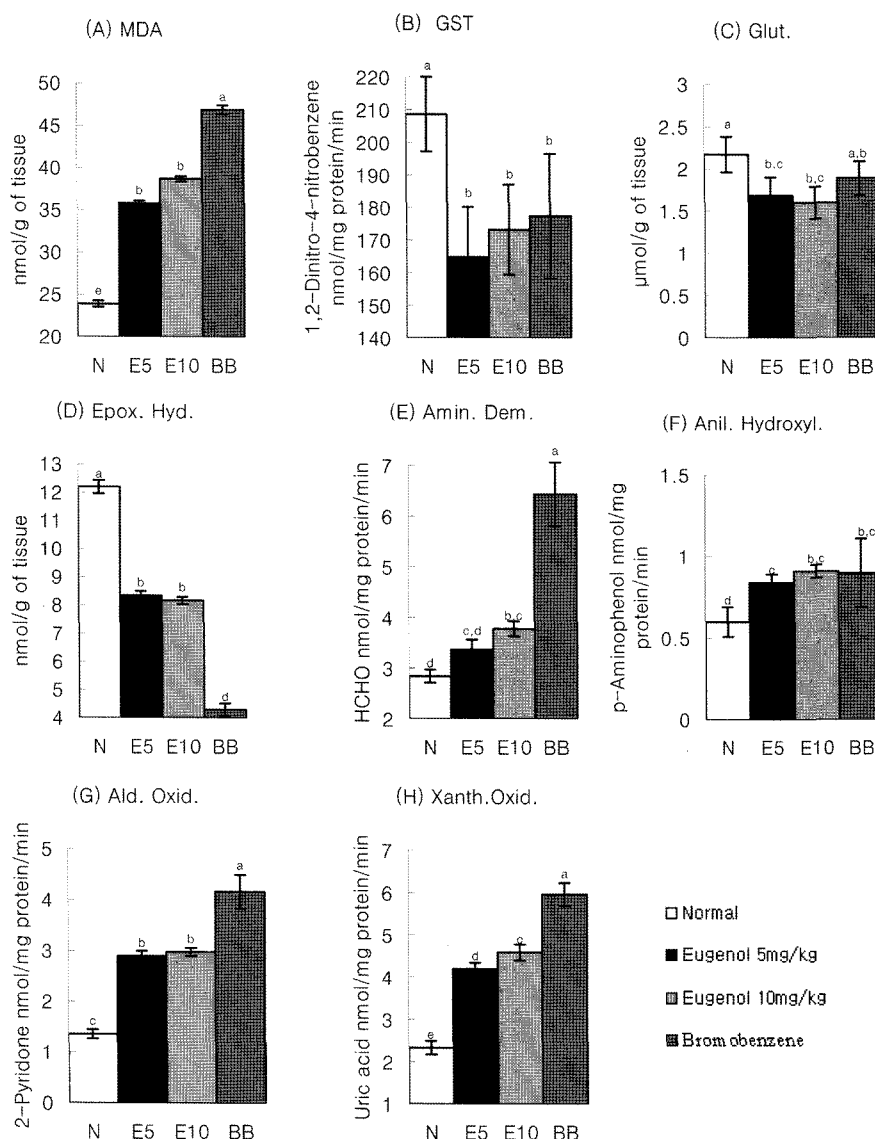 (A) MDA
nmol/g of tissue
47
42
37
32
26
20
e
b
b
a
N E5 E10 BB
(B) GST
1,2-Dinitro-4-nitrobenzene
nmol/mg protein/min
220
210
200
190
180
170
160
150
140
a
b
b
b
N E5 E10 BB
(C) Glut.
μmol/g of tissue
3
2.5
2
1.5
1
0.5
0
a
b,c
b,c
a,b
N E5 E10 BB
(D) Epox. Hyd.
nmol/g of tissue
13
12
11
10
9
8
7
6
5
4
a
b
b
d
N E5 E10 BB
(E) Amin. Dem.
HCHO nmol/mg protein/min
7
6
5
4
3
2
d
c,d
b,c
a
N E5 E10 BB
(F) Anil. Hydroxyl.
p-Aminophenol nmol/mg
protein/min
1.5
1
0.5
0
d
c
b,c
b,c
N E5 E10 BB
(G) Ald. Oxid.
2-Pyridone nmol/mg protein/min
5
4
3
2
1
0
c
b
b
a
N E5 E10 BB
(H) Xanth.Oxid.
Uric acid nmol/mg protein/min
7
6
5
4
3
2
1
e
d
c
a
N E5 E10 BB
Normal
Eugenol 5mg/kg
Eugenol 10mg/kg
Bromobenzene